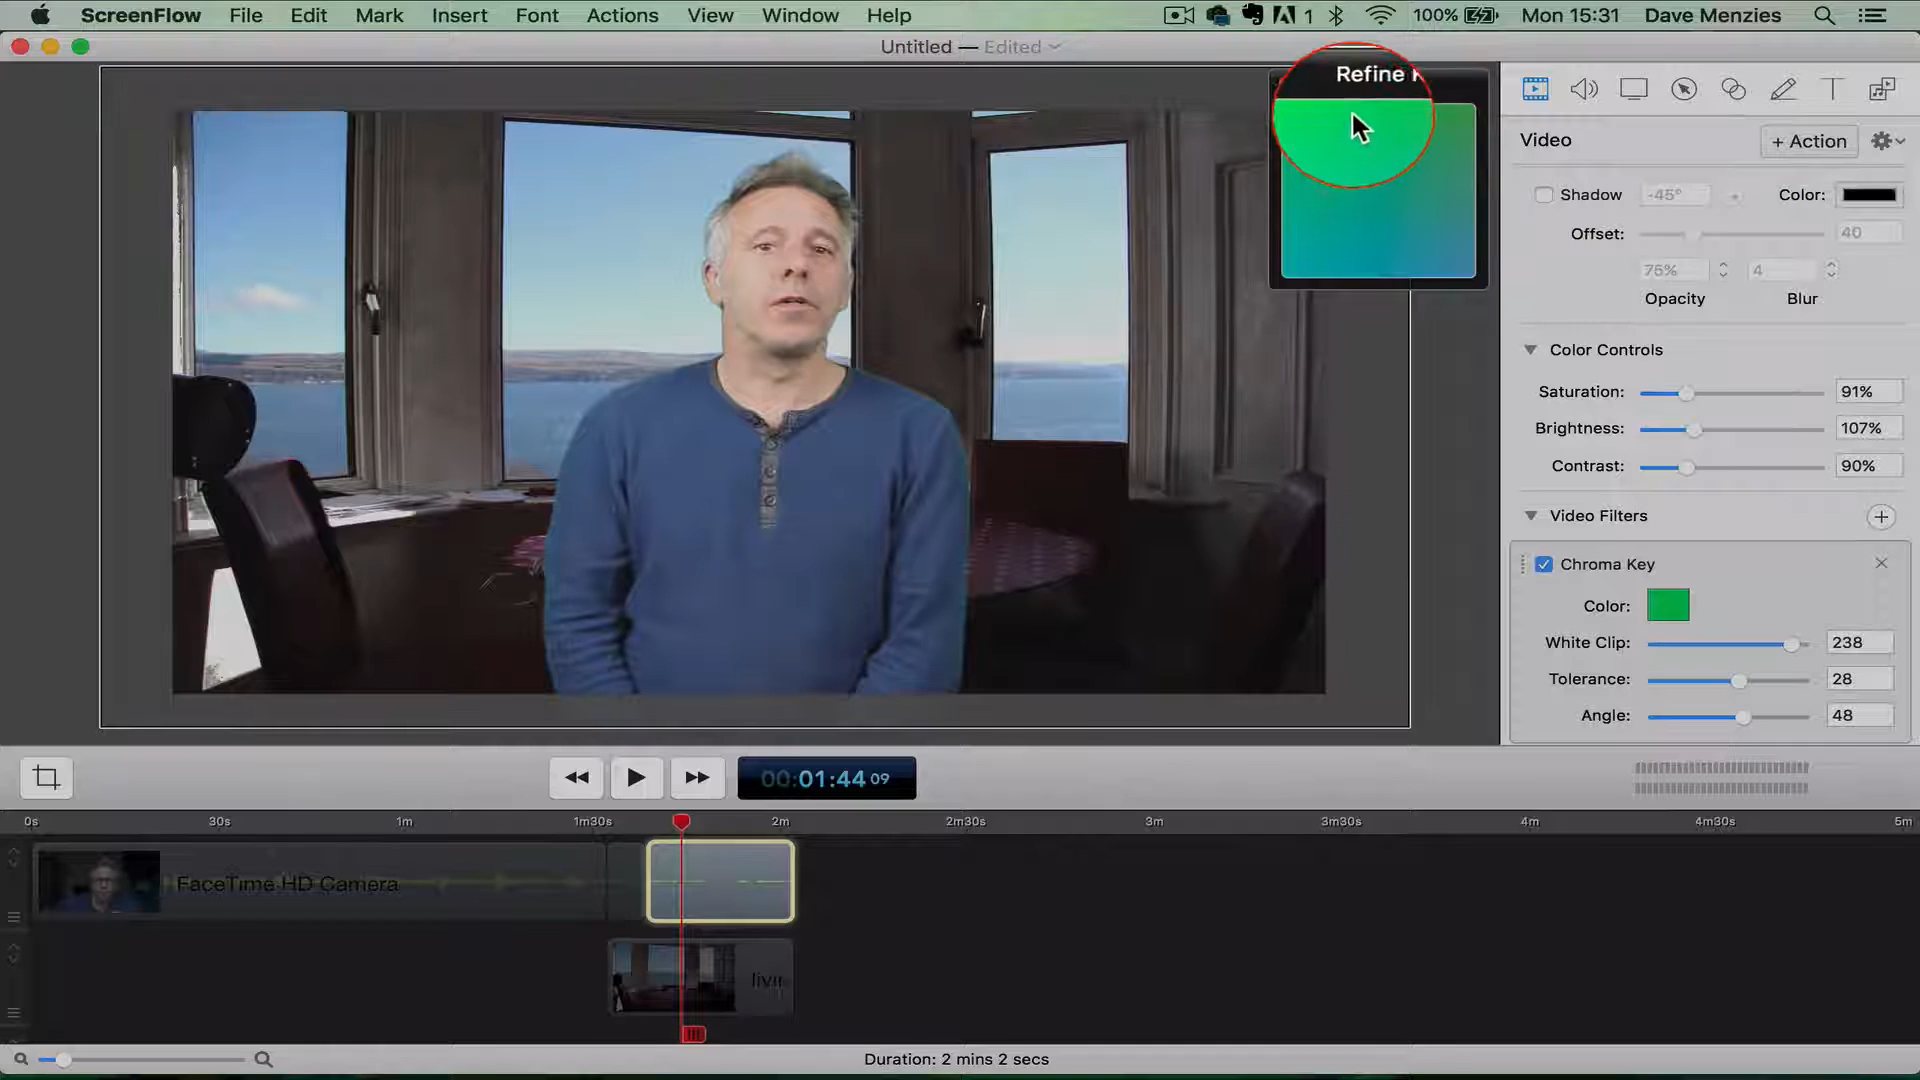 ScreenFlow File Edit Mark Insert Font Actions View Window Help 1 100% Mon 15:31 Dave Menzies
Untitled — Edited
Refine
Video + Action
Shadow -45° Color:
Offset: 40
75% 4
Opacity Blur
Color Controls
Saturation: 91%
Brightness: 107%
Contrast: 90%
Video Filters
Chroma Key
Color:
White Clip: 238
Tolerance: 28
Angle: 48
00:01:44 09
0s 30s 1m 1m30s 2m 2m30s 3m 3m30s 4m 4m30s 5m
FaceTime HD Camera
Duration: 2 mins 2 secs